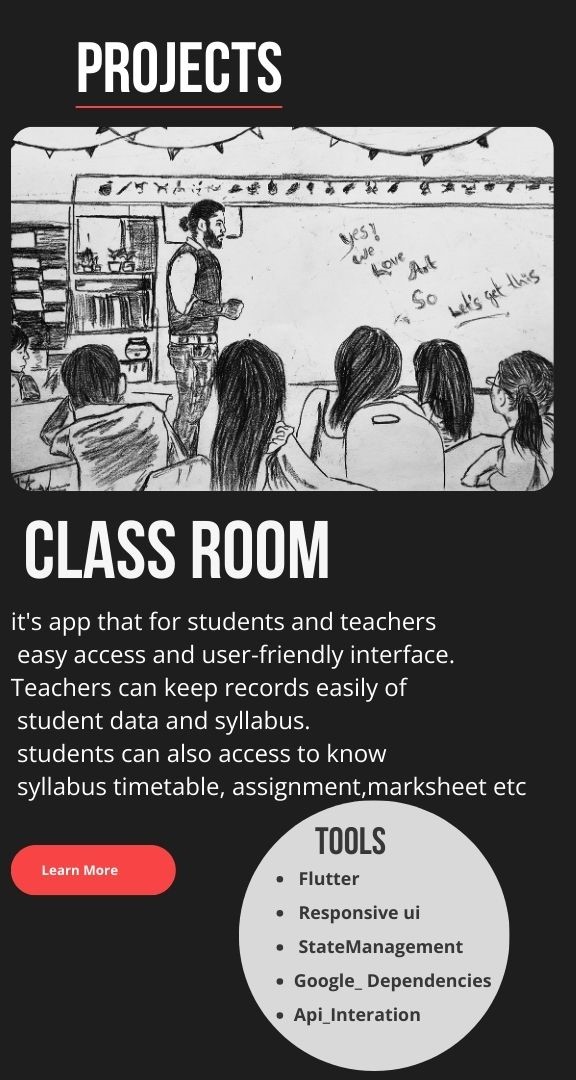 PROJECTS
yes!
we
Love Art
So
Let's get this
CLASS ROOM
it's app that for students and teachers
easy access and user-friendly interface.
Teachers can keep records easily of
student data and syllabus.
students can also access to know
syllabus timetable, assignment,marksheet etc
Learn More
TOOLS
Flutter
Responsive ui
StateManagement
Google_ Dependencies
Api_Interation